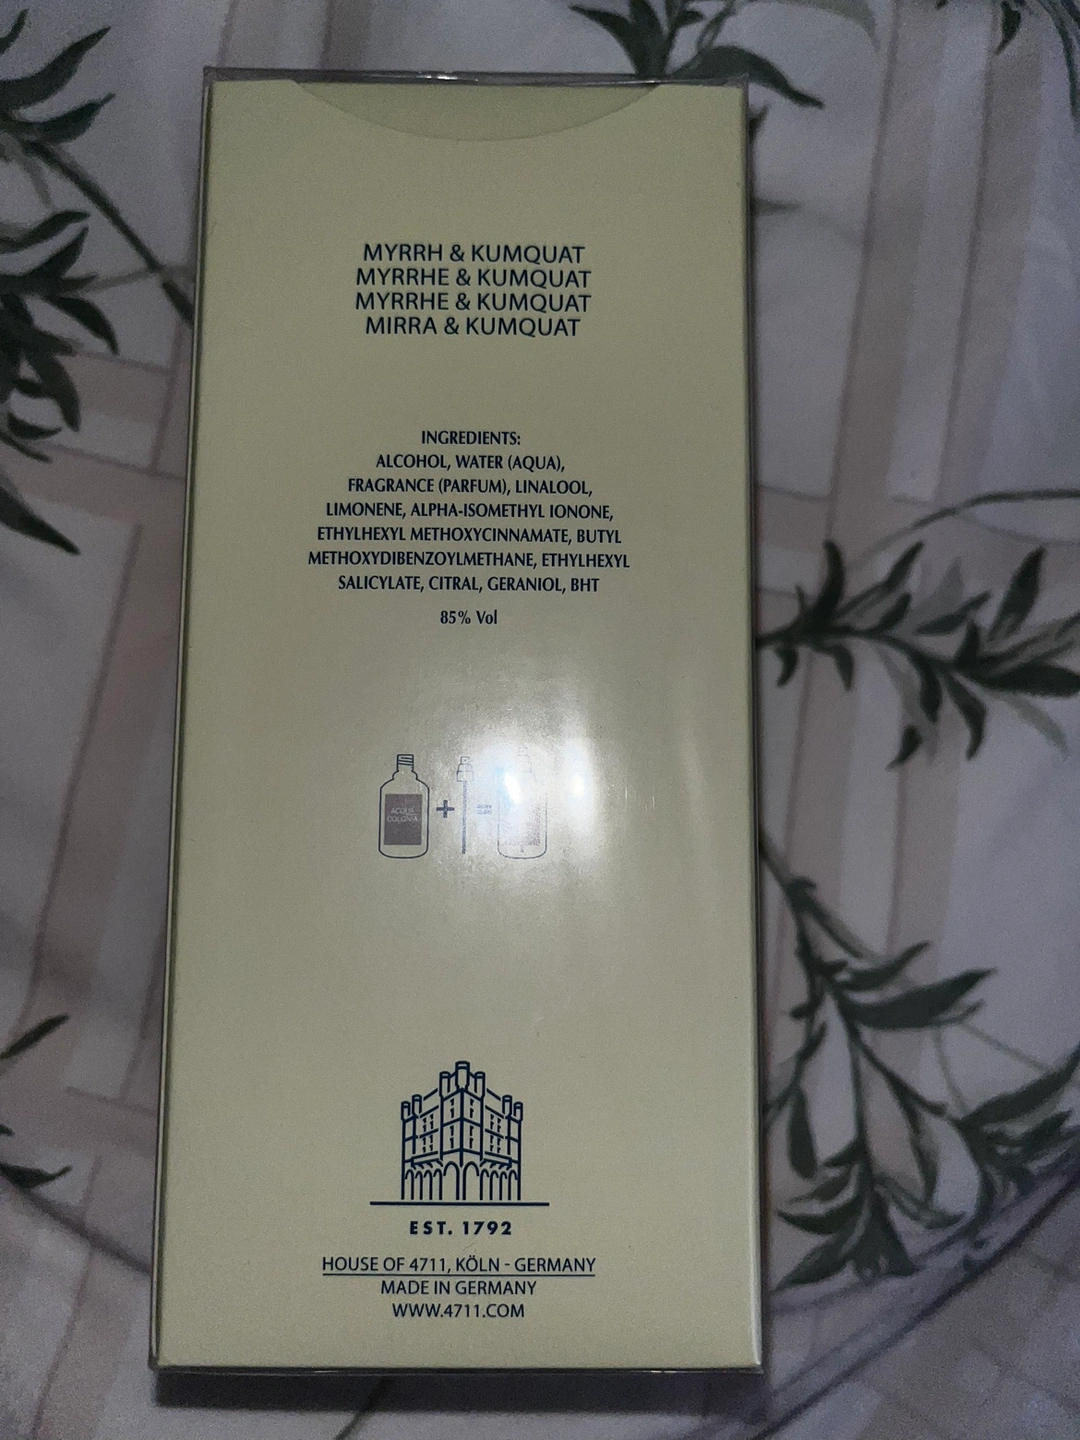 MYRRH & KUMQUAT
MYRRHE & KUMQUAT
MYRRHE & KUMQUAT
MIRRA & KUMQUAT
INGREDIENTS:
ALCOHOL, WATER (AQUA),
FRAGRANCE (PARFUM), LINALOOL,
LIMONENE, ALPHA-ISOMETHYL IONONE,
ETHYLHEXYL METHOXYCINNAMATE, BUTYL
METHOXYDIBENZOYLMETHANE, ETHYLHEXYL
SALICYLATE, CITRAL, GERANIOL, BHT
85% Vol
ACQUA
COLONIA
+
=
EST. 1792
HOUSE OF 4711, KÖLN - GERMANY
MADE IN GERMANY
WWW.4711.COM